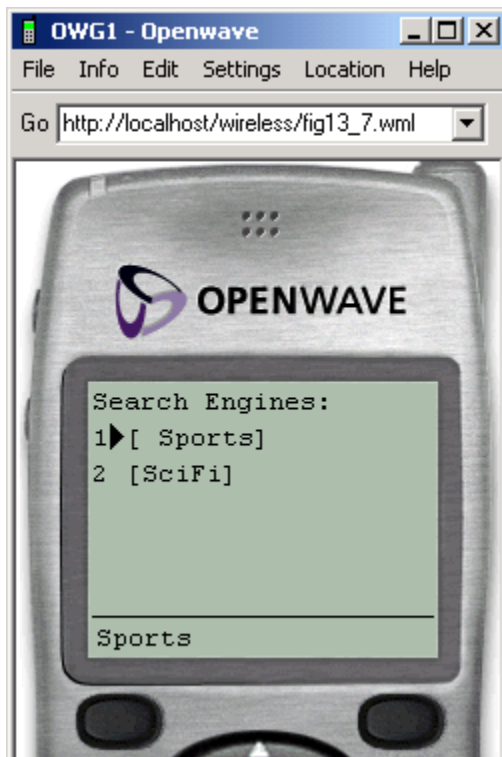 OWG1 - Openwave
File Info Edit Settings Location Help
Go http://localhost/wireless/fig13_7.wml
OPENWAVE
Search Engines:
1 [ Sports]
2 [SciFi]
Sports